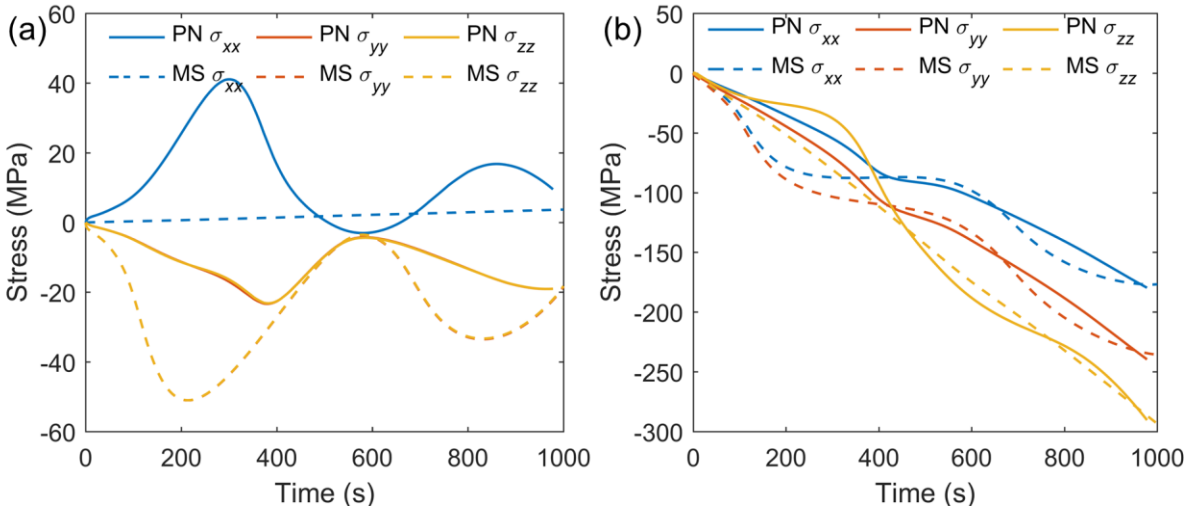 (a)
60
40
20
0
-20
-40
-60
Stress (MPa)
PN σxx PN σyy PN σzz
MS σxx MS σyy MS σzz
0 200 400 600 800 1000
Time (s)
(b)
50
0
-50
-100
-150
-200
-250
-300
Stress (MPa)
PN σxx PN σyy PN σzz
MS σxx MS σyy MS σzz
0 200 400 600 800 1000
Time (s)